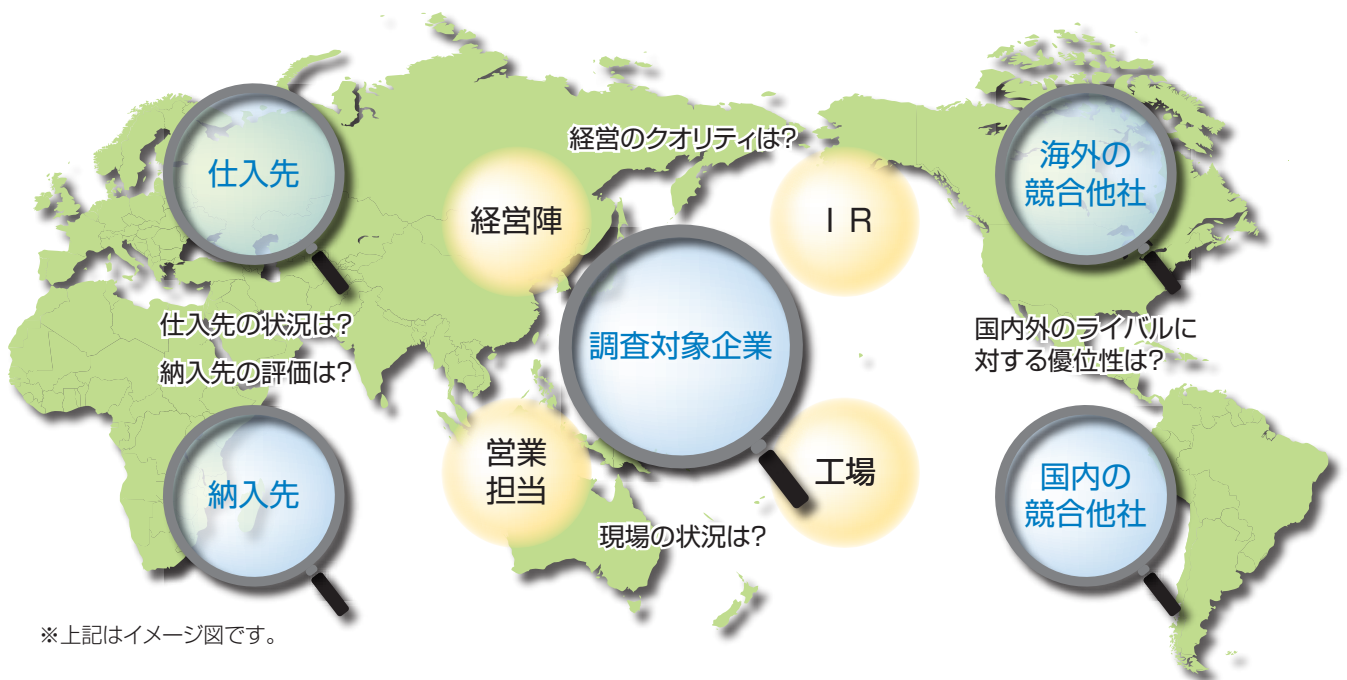 経営のクオリティは?
仕入先
海外の
競合他社
経営陣
ＩＲ
調査対象企業
仕入先の状況は?
納入先の評価は?
国内外のライバルに
対する優位性は?
営業
担当
工場
納入先
国内の
競合他社
現場の状況は?
※上記はイメージ図です。